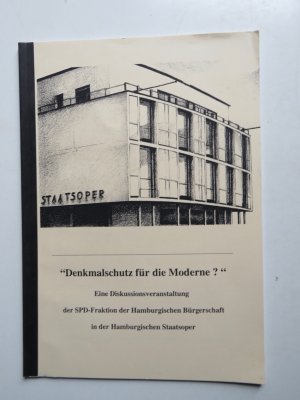 STAATSOPER
“Denkmalschutz für die Moderne ? “
Eine Diskussionsveranstaltung
der SPD-Fraktion der Hamburgischen Bürgerschaft
in der Hamburgischen Staatsoper